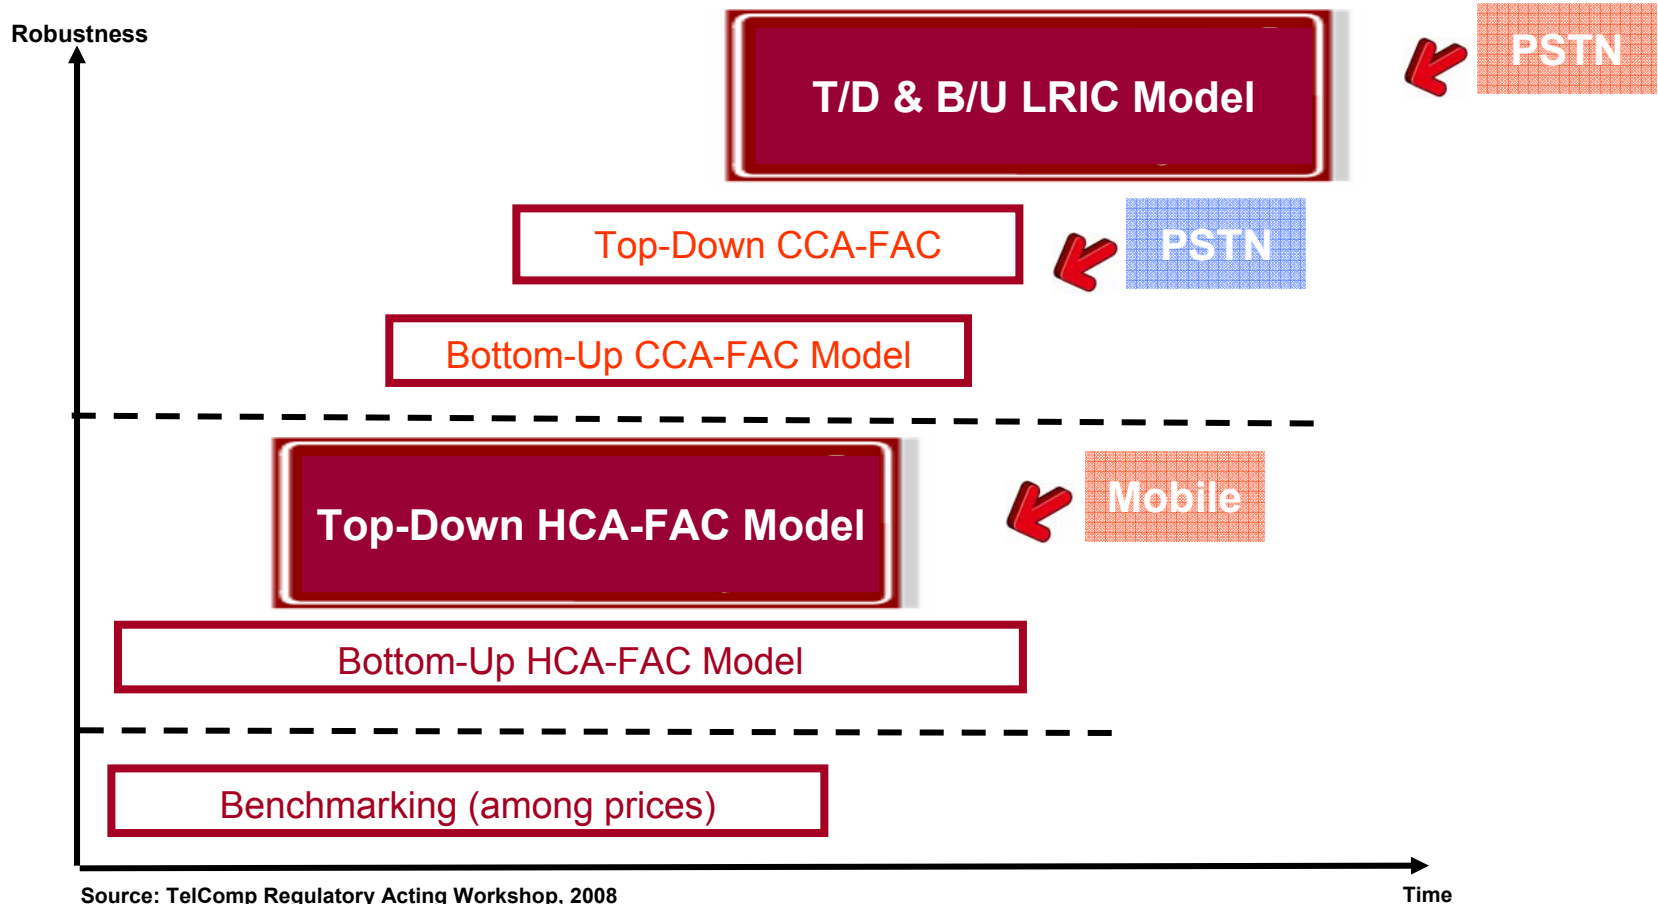 Robustness
PSTN
T/D & B/U LRIC Model
Top-Down CCA-FAC
PSTN
Bottom-Up CCA-FAC Model
Mobile
Top-Down HCA-FAC Model
Bottom-Up HCA-FAC Model
Benchmarking (among prices)
Source: TelComp Regulatory Acting Workshop, 2008
Time